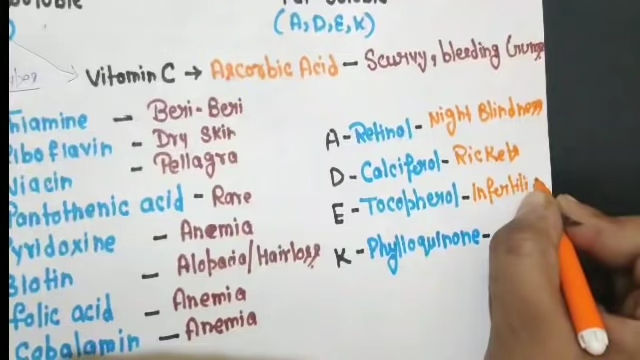 (A,D,E,K)
Vitamin C → Ascorbic Acid – Scurvy, bleeding
Thiamine – Beri-Beri
Riboflavin – Dry Skin
Niacin – Pellagra
Pantothenic acid – Rare
Pyridoxine – Anemia
Biotin – Alopacia/Hairloss
folic acid – Anemia
Cobalamin – Anemia
A – Retinol – Night Blindness
D – Calciferol – Rickets
E – Tocopherol – Infertili
K – Phylloquinone –